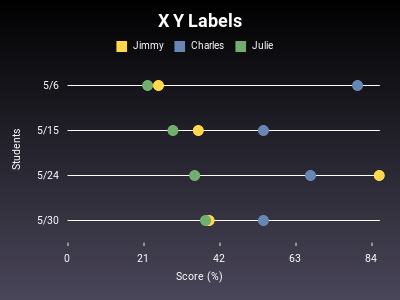 X Y Labels
Jimmy Charles Julie
5/6
5/15
5/24
5/30
Students
0 21 42 63 84
Score (%)